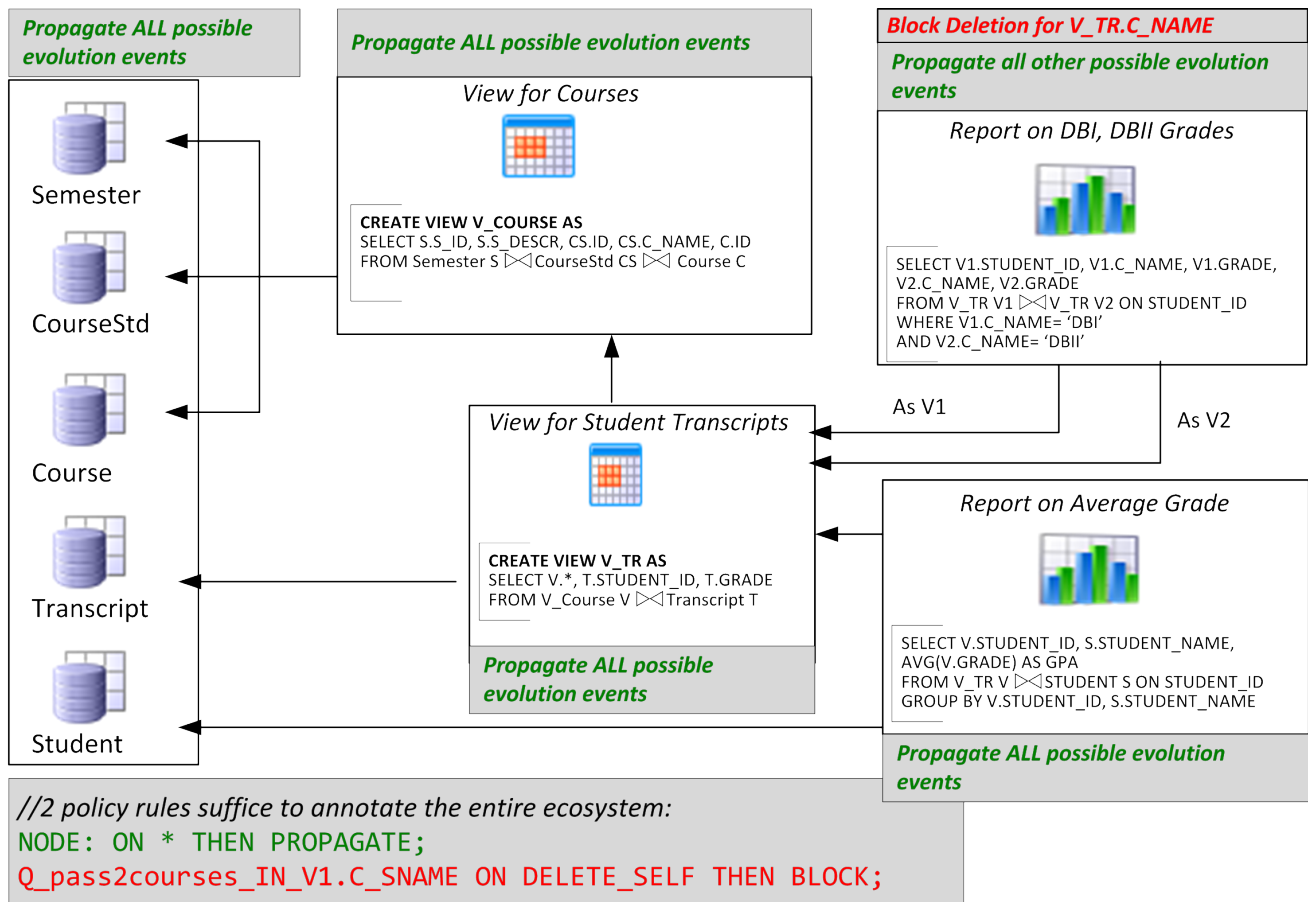 Propagate ALL possible
evolution events
Semester
CourseStd
Course
Transcript
Student
Propagate ALL possible evolution events
View for Courses
CREATE VIEW V_COURSE AS
SELECT S.S_ID, S.S_DESCR, CS.ID, CS.C_NAME, C.ID
FROM Semester S ⋈ CourseStd CS ⋈ Course C
Block Deletion for V_TR.C_NAME
Propagate all other possible evolution
events
Report on DBI, DBII Grades
SELECT V1.STUDENT_ID, V1.C_NAME, V1.GRADE,
V2.C_NAME, V2.GRADE
FROM V_TR V1 ⋈ V_TR V2 ON STUDENT_ID
WHERE V1.C_NAME= ‘DBI’
AND V2.C_NAME= ‘DBII’
As V1
As V2
View for Student Transcripts
CREATE VIEW V_TR AS
SELECT V.*, T.STUDENT_ID, T.GRADE
FROM V_Course V ⋈ Transcript T
Propagate ALL possible
evolution events
Report on Average Grade
SELECT V.STUDENT_ID, S.STUDENT_NAME,
AVG(V.GRADE) AS GPA
FROM V_TR V ⋈ STUDENT S ON STUDENT_ID
GROUP BY V.STUDENT_ID, S.STUDENT_NAME
Propagate ALL possible evolution
events
//2 policy rules suffice to annotate the entire ecosystem:
NODE: ON * THEN PROPAGATE;
Q_pass2courses_IN_V1.C_SNAME ON DELETE_SELF THEN BLOCK;